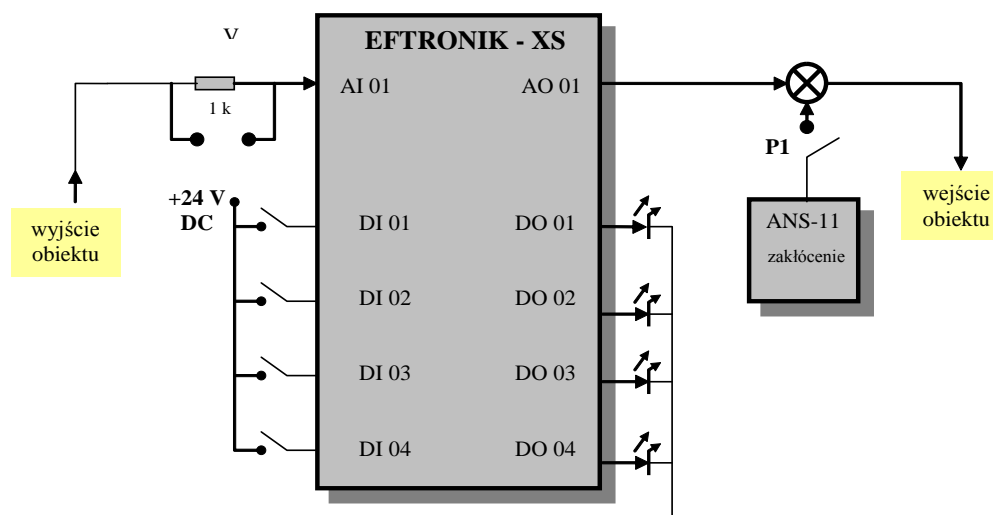 V
EFTRONIK - XS
AI 01
AO 01
1 k
P1
+24 V
DC
wyjście
obiektu
DI 01
DO 01
ANS-11
zakłócenie
wejście
obiektu
DI 02
DO 02
DI 03
DO 03
DI 04
DO 04